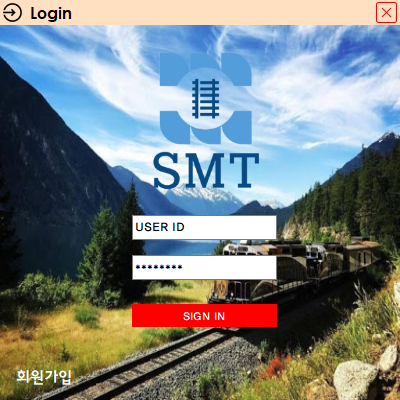 Login
SMT
USER ID
********
SIGN IN
회원가입